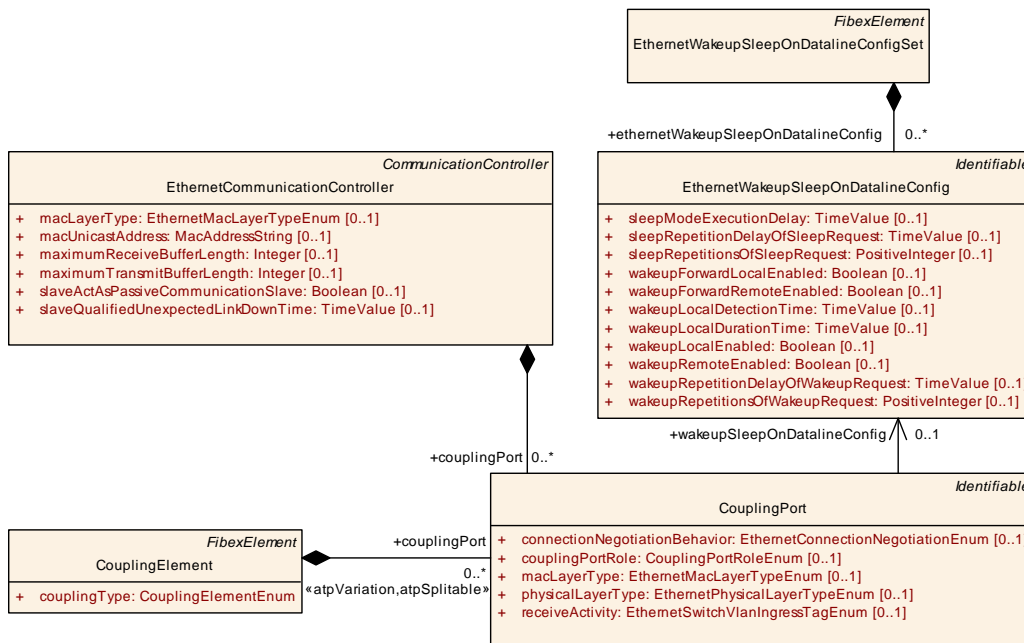 FibexElement
EthernetWakeupSleepOnDatalineConfigSet
+ethernetWakeupSleepOnDatalineConfig 0..*
CommunicationController
EthernetCommunicationController
+ macLayerType: EthernetMacLayerTypeEnum [0..1]
+ macUnicastAddress: MacAddressString [0..1]
+ maximumReceiveBufferLength: Integer [0..1]
+ maximumTransmitBufferLength: Integer [0..1]
+ slaveActAsPassiveCommunicationSlave: Boolean [0..1]
+ slaveQualifiedUnexpectedLinkDownTime: TimeValue [0..1]
Identifiable
EthernetWakeupSleepOnDatalineConfig
+ sleepModeExecutionDelay: TimeValue [0..1]
+ sleepRepetitionDelayOfSleepRequest: TimeValue [0..1]
+ sleepRepetitionsOfSleepRequest: PositiveInteger [0..1]
+ wakeupForwardLocalEnabled: Boolean [0..1]
+ wakeupForwardRemoteEnabled: Boolean [0..1]
+ wakeupLocalDetectionTime: TimeValue [0..1]
+ wakeupLocalDurationTime: TimeValue [0..1]
+ wakeupLocalEnabled: Boolean [0..1]
+ wakeupRemoteEnabled: Boolean [0..1]
+ wakeupRepetitionDelayOfWakeupRequest: TimeValue [0..1]
+ wakeupRepetitionsOfWakeupRequest: PositiveInteger [0..1]
+wakeupSleepOnDatalineConfig 0..1
+couplingPort 0..*
Identifiable
CouplingPort
+ connectionNegotiationBehavior: EthernetConnectionNegotiationEnum [0..1]
+ couplingPortRole: CouplingPortRoleEnum [0..1]
+ macLayerType: EthernetMacLayerTypeEnum [0..1]
+ physicalLayerType: EthernetPhysicalLayerTypeEnum [0..1]
+ receiveActivity: EthernetSwitchVlanIngressTagEnum [0..1]
FibexElement
CouplingElement
+ couplingType: CouplingElementEnum
+couplingPort
0..*
«atpVariation,atpSplitable»